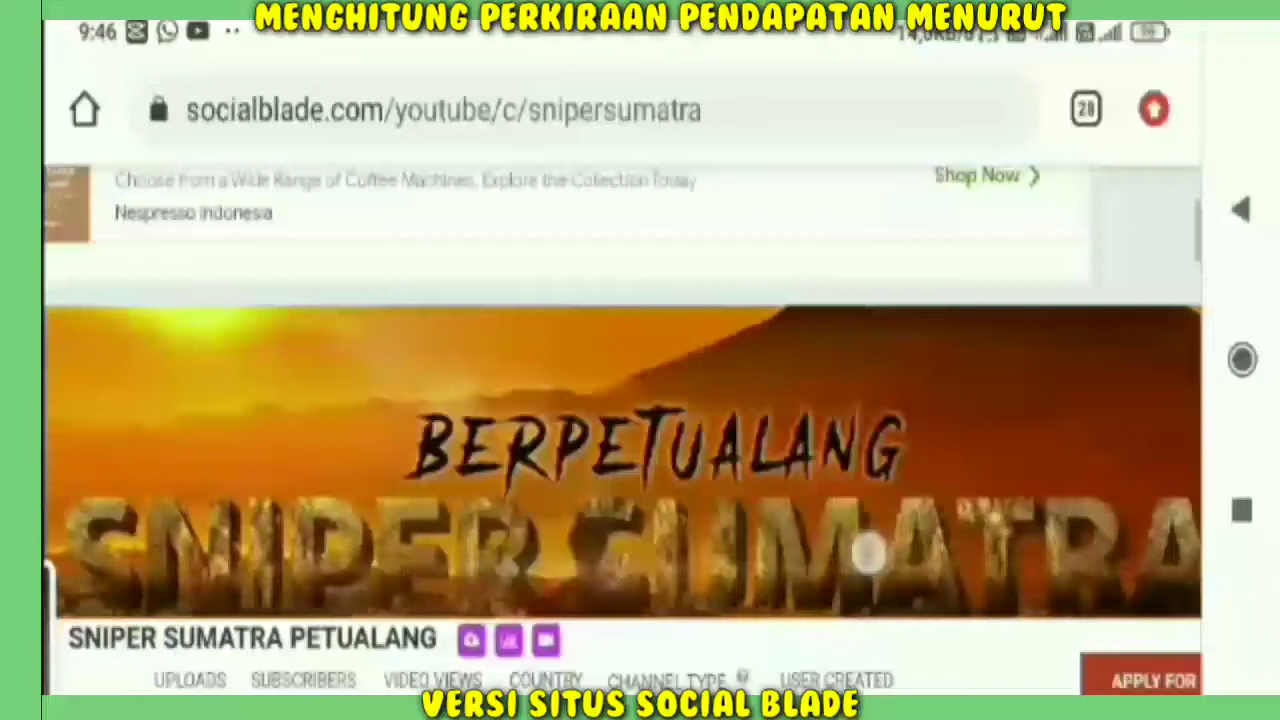 MENGHITUNG PERKIRAAN PENDAPATAN MENURUT
9:46
socialblade.com/youtube/c/snipersumatra
28
Choose from a Wide Range of Coffee Machines, Explore the Collection Today
Shop Now
Nespresso Indonesia
BERPETUALANG
SNIPER SUMATRA
SNIPER SUMATRA PETUALANG
UPLOADS SUBSCRIBERS VIDEO VIEWS COUNTRY CHANNEL TYPE USER CREATED
APPLY FOR
VERSI SITUS SOCIAL BLADE